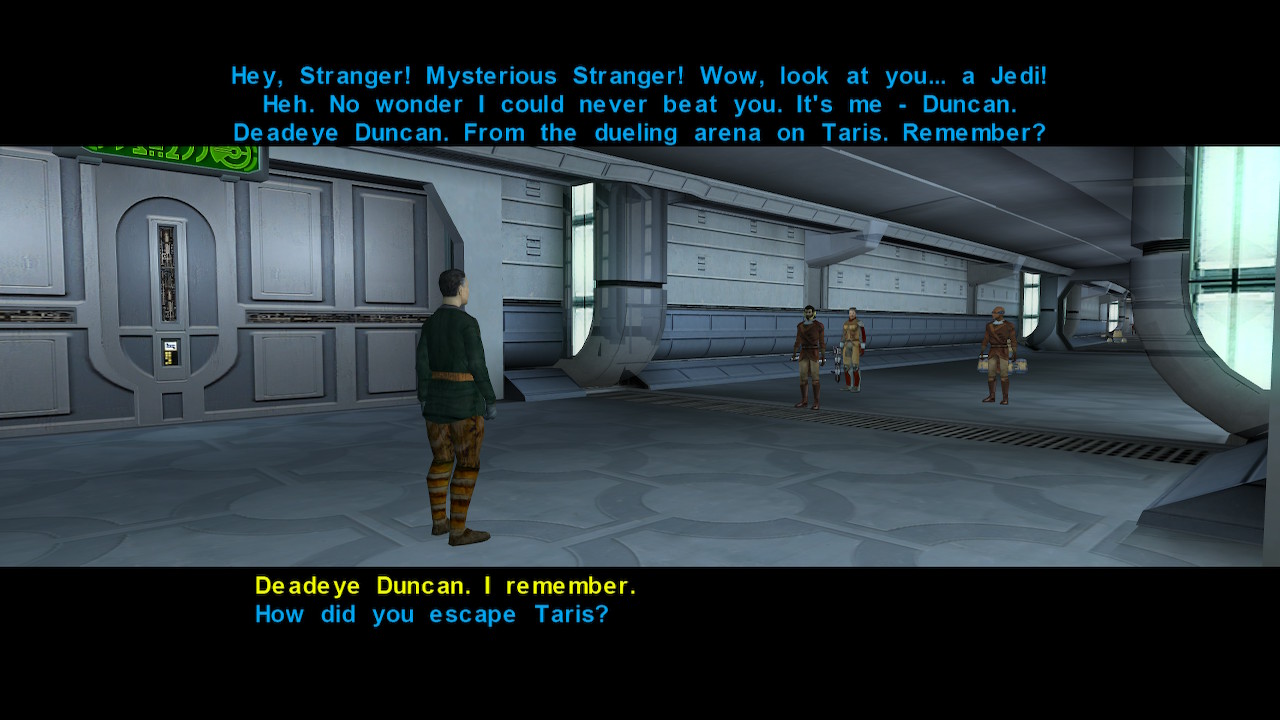 Hey, Stranger! Mysterious Stranger! Wow, look at you... a Jedi!
Heh. No wonder I could never beat you. It's me - Duncan.
Deadeye Duncan. From the dueling arena on Taris. Remember?
Deadeye Duncan. I remember.
How did you escape Taris?